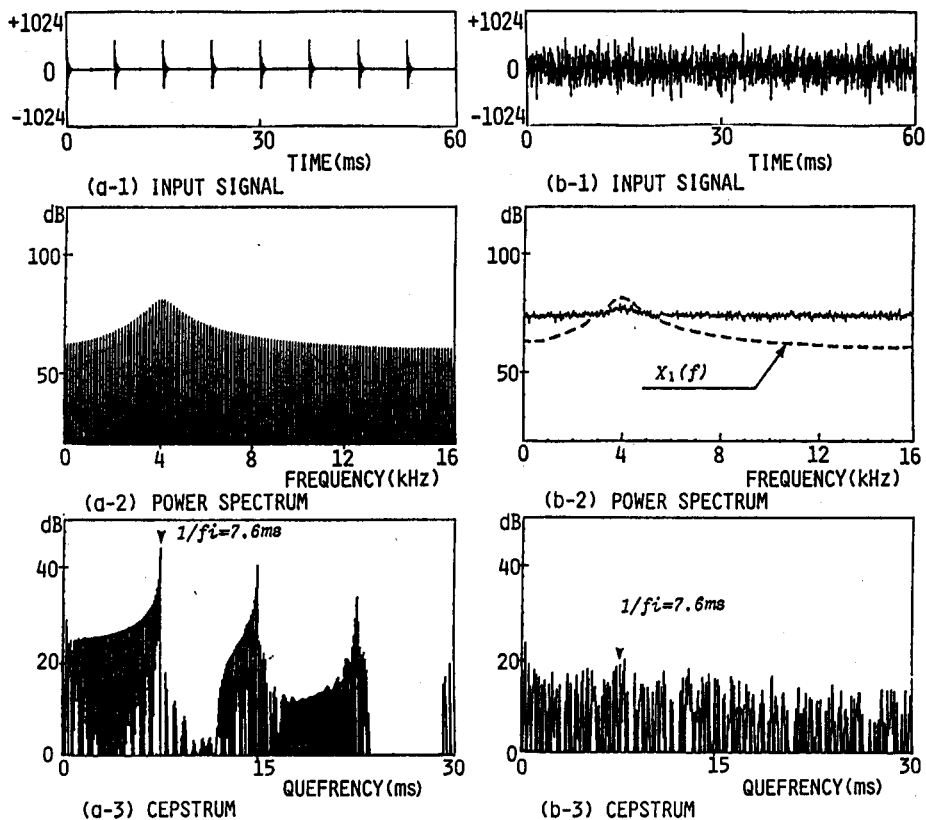 +1024
0
-1024
0 30 60
TIME(ms)
(a-1) INPUT SIGNAL
+1024
0
-1024
0 30 60
TIME(ms)
(b-1) INPUT SIGNAL
dB
100
50
0 4 8 12 16
FREQUENCY(kHz)
(a-2) POWER SPECTRUM
dB
100
50
X₁(f)
0 4 8 12 16
FREQUENCY(kHz)
(b-2) POWER SPECTRUM
dB
40
20
0
1/fi=7.6ms
0 15 30
QUEFRENCY(ms)
(a-3) CEPSTRUM
dB
40
20
0
1/fi=7.6ms
0 15 30
QUEFRENCY(ms)
(b-3) CEPSTRUM